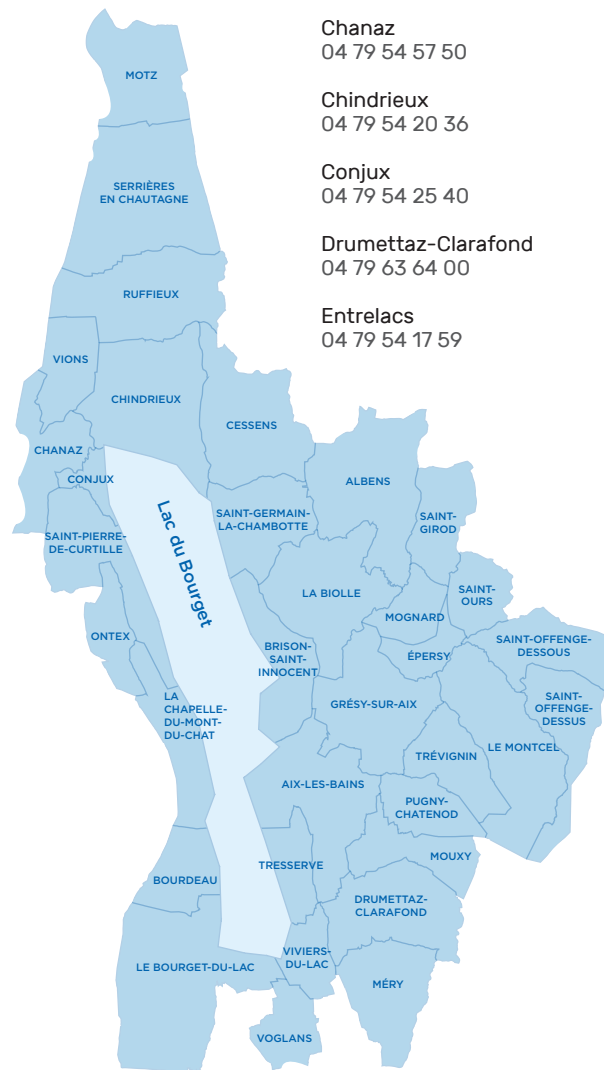 Chanaz
04 79 54 57 50
Chindrieux
04 79 54 20 36
Conjux
04 79 54 25 40
Drumettaz-Clarafond
04 79 63 64 00
Entrelacs
04 79 54 17 59
MOTZ
SERRIÈRES
EN CHAUTAGNE
RUFFIEUX
VIONS
CHINDRIEUX
CESSENS
CHANAZ
CONJUX
ALBENS
SAINT-GERMAIN-
LA-CHAMBOTTE
SAINT-
GIROD
SAINT-PIERRE-
DE-CURTILLE
Lac du Bourget
LA BIOLLE
SAINT-
OURS
MOGNARD
ONTEX
BRISON-
SAINT-
INNOCENT
ÉPERSY
SAINT-OFFENGE-
DESSOUS
LA
CHAPELLE-
DU-MONT-
DU-CHAT
GRÉSY-SUR-AIX
SAINT-
OFFENGE-
DESSUS
LE MONTCEL
TRÉVIGNIN
AIX-LES-BAINS
PUGNY-
CHATENOD
MOUXY
TRESSERVE
BOURDEAU
DRUMETTAZ-
CLARAFOND
VIVIERS-
DU-LAC
LE BOURGET-DU-LAC
MÉRY
VOGLANS